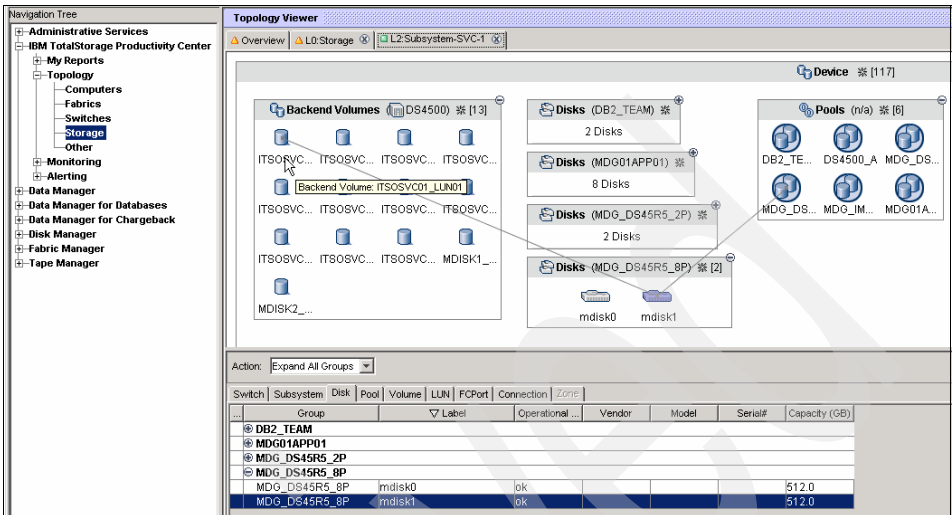 Navigation Tree
Administrative Services
IBM TotalStorage Productivity Center
My Reports
Topology
Computers
Fabrics
Switches
Storage
Other
Monitoring
Alerting
Data Manager
Data Manager for Databases
Data Manager for Chargeback
Disk Manager
Fabric Manager
Tape Manager
Topology Viewer
Overview L0:Storage L2:Subsystem-SVC-1
Device [117]
Backend Volumes (DS4500) [13]
ITSOSVC... ITSOSVC... ITSOSVC... ITSOSVC...
Backend Volume: ITSOSVC01_LUN01
ITSOSVC... ITSOSVC... ITSOSVC... ITSOSVC...
ITSOSVC... ITSOSVC... ITSOSVC... MDISK1_...
MDISK2_...
Disks (DB2_TEAM)
2 Disks
Disks (MDG01APP01)
8 Disks
Disks (MDG_DS45R5_2P)
2 Disks
Disks (MDG_DS45R5_8P) [2]
mdisk0 mdisk1
Pools (n/a) [6]
DB2_TE... DS4500_A MDG_DS...
MDG_DS... MDG_IM... MDG01A...
Action: Expand All Groups
Switch Subsystem Disk Pool Volume LUN FCPort Connection Zone
... Group Label Operational ... Vendor Model Serial# Capacity (GB)
DB2_TEAM
MDG01APP01
MDG_DS45R5_2P
MDG_DS45R5_8P
MDG_DS45R5_8P mdisk0 ok 512.0
MDG_DS45R5_8P mdisk1 ok 512.0